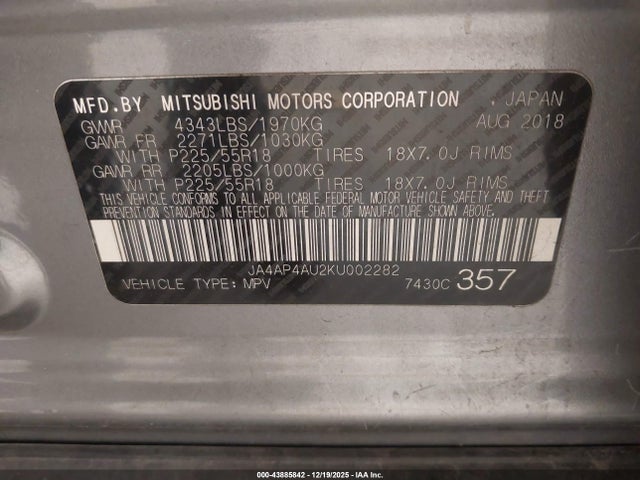 MFD.BY MITSUBISHI MOTORS CORPORATION , JAPAN
GVWR 4343LBS/1970KG AUG 2018
GAWR FR 2271LBS/1030KG
WITH P225/55R18 TIRES 18X7.0J RIMS
GAWR RR 2205LBS/1000KG
WITH P225/55R18 TIRES 18X7.0J RIMS
THIS VEHICLE CONFORMS TO ALL APPLICABLE FEDERAL MOTOR VEHICLE SAFETY AND THEFT
PREVENTION STANDARDS IN EFFECT ON THE DATE OF MANUFACTURE SHOWN ABOVE.
JA4AP4AU2KU002282
VEHICLE TYPE: MPV 7430C 357
000-43885842 - 12/19/2025 - IAA Inc.